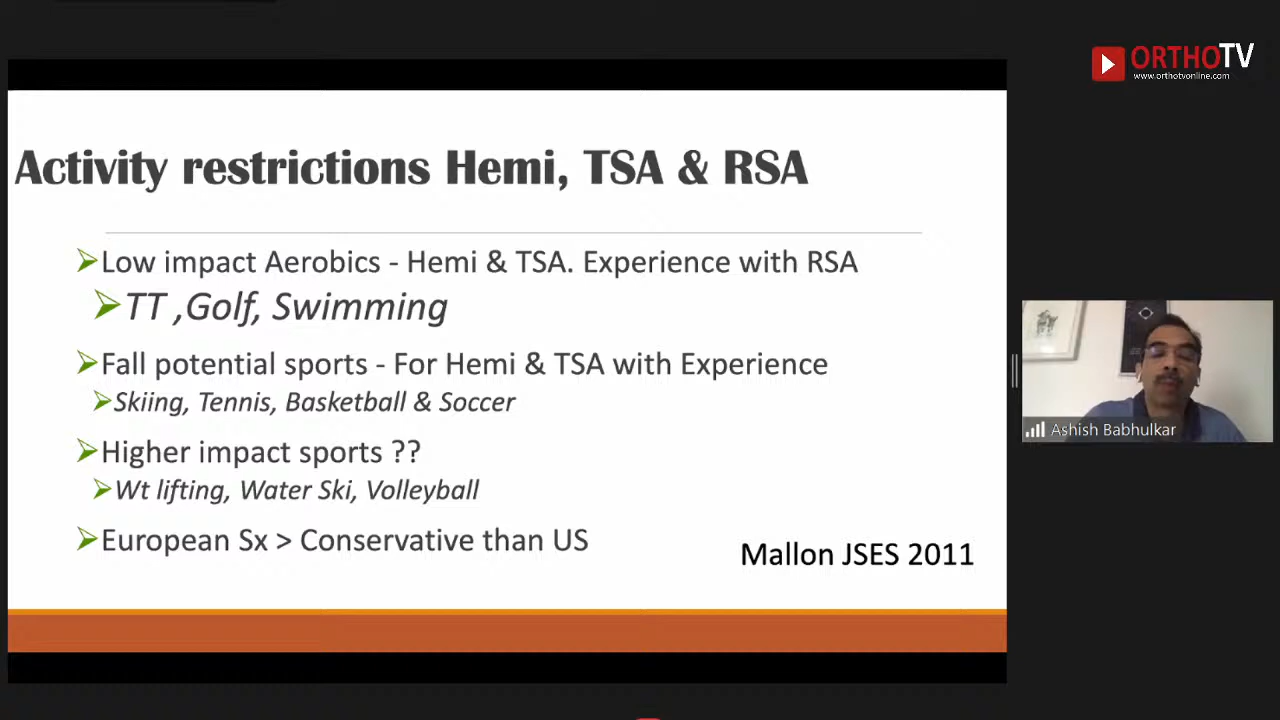 ORTHOTV
www.orthotvonline.com
Activity restrictions Hemi, TSA & RSA
Low impact Aerobics - Hemi & TSA. Experience with RSA
TT ,Golf, Swimming
Fall potential sports - For Hemi & TSA with Experience
Skiing, Tennis, Basketball & Soccer
Higher impact sports ??
Wt lifting, Water Ski, Volleyball
European Sx > Conservative than US
Mallon JSES 2011
Ashish Babhulkar